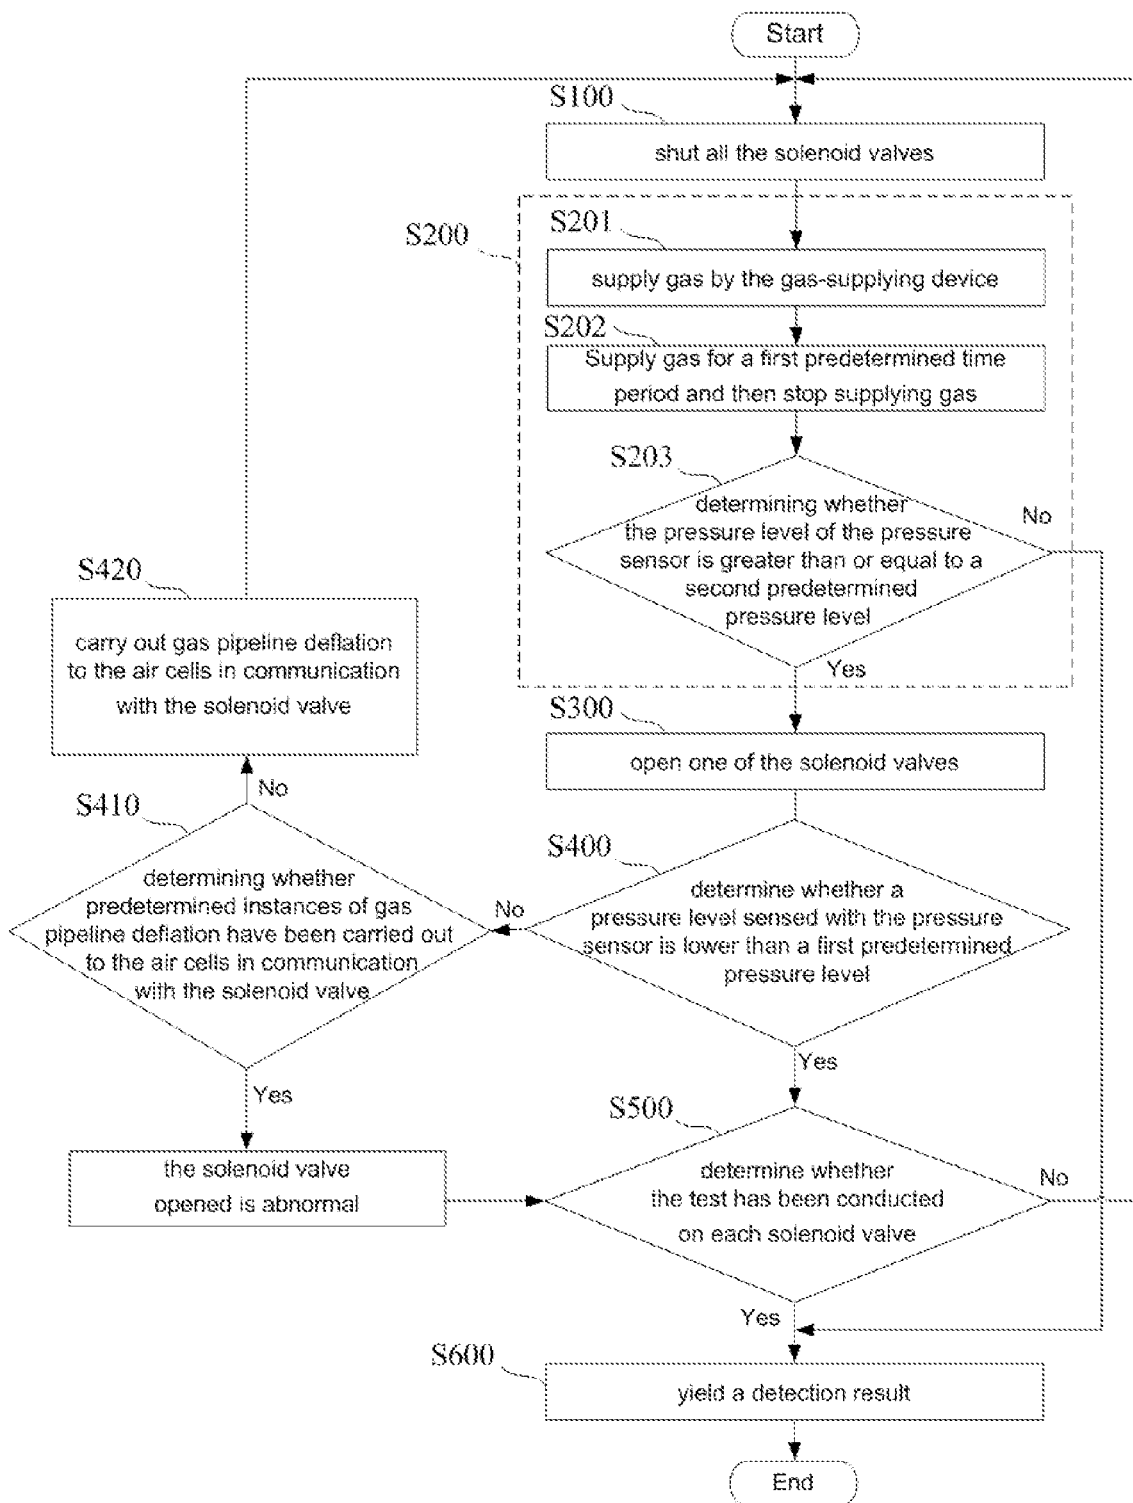 Start
S100
shut all the solenoid valves
S200
S201
supply gas by the gas-supplying device
S202
Supply gas for a first predetermined time
period and then stop supplying gas
S203
determining whether
the pressure level of the pressure
sensor is greater than or equal to a
second predetermined
pressure level
No
Yes
S300
open one of the solenoid valves
S400
determine whether a
pressure level sensed with the pressure
sensor is lower than a first predetermined
pressure level
No
Yes
S410
determining whether
predetermined instances of gas
pipeline deflation have been carried out
to the air cells in communication
with the solenoid valve
No
Yes
S420
carry out gas pipeline deflation
to the air cells in communication
with the solenoid valve
the solenoid valve
opened is abnormal
S500
determine whether
the test has been conducted
on each solenoid valve
No
Yes
S600
yield a detection result
End